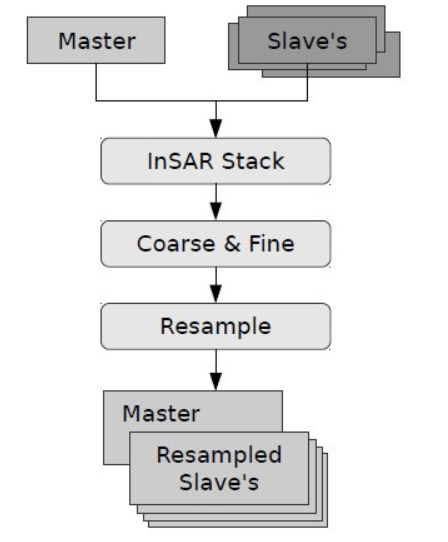 Master
Slave's
InSAR Stack
Coarse & Fine
Resample
Master
Resampled
Slave's